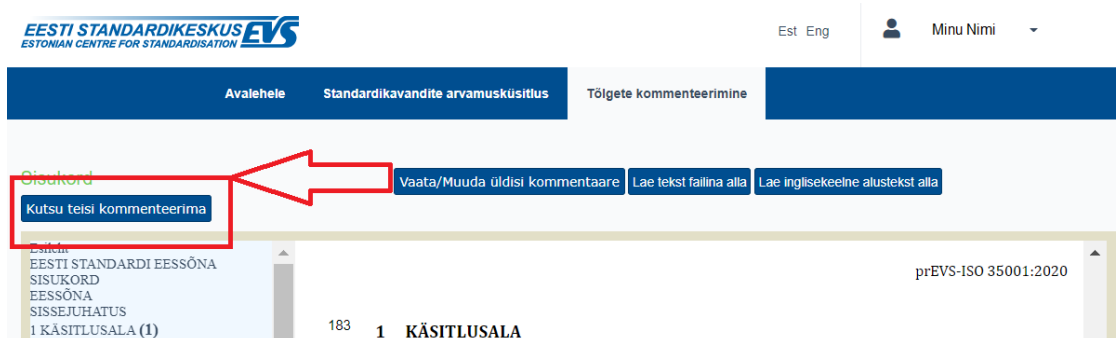 EESTI STANDARDIKESKUS EVS
ESTONIAN CENTRE FOR STANDARDISATION
Est Eng
Minu Nimi
Avalehele Standardikavandite arvamusküsitlus Tõlgete kommenteerimine
Sisukord
Vaata/Muuda üldisi kommentaare Lae tekst failina alla Lae inglisekeelne alustekst alla
Kutsu teisi kommenteerima
Esileht
EESTI STANDARDI EESSÕNA
SISUKORD
EESSÕNA
SISSEJUHATUS
1 KÄSITLUSALA (1)
prEVS-ISO 35001:2020
183 1 KÄSITLUSALA